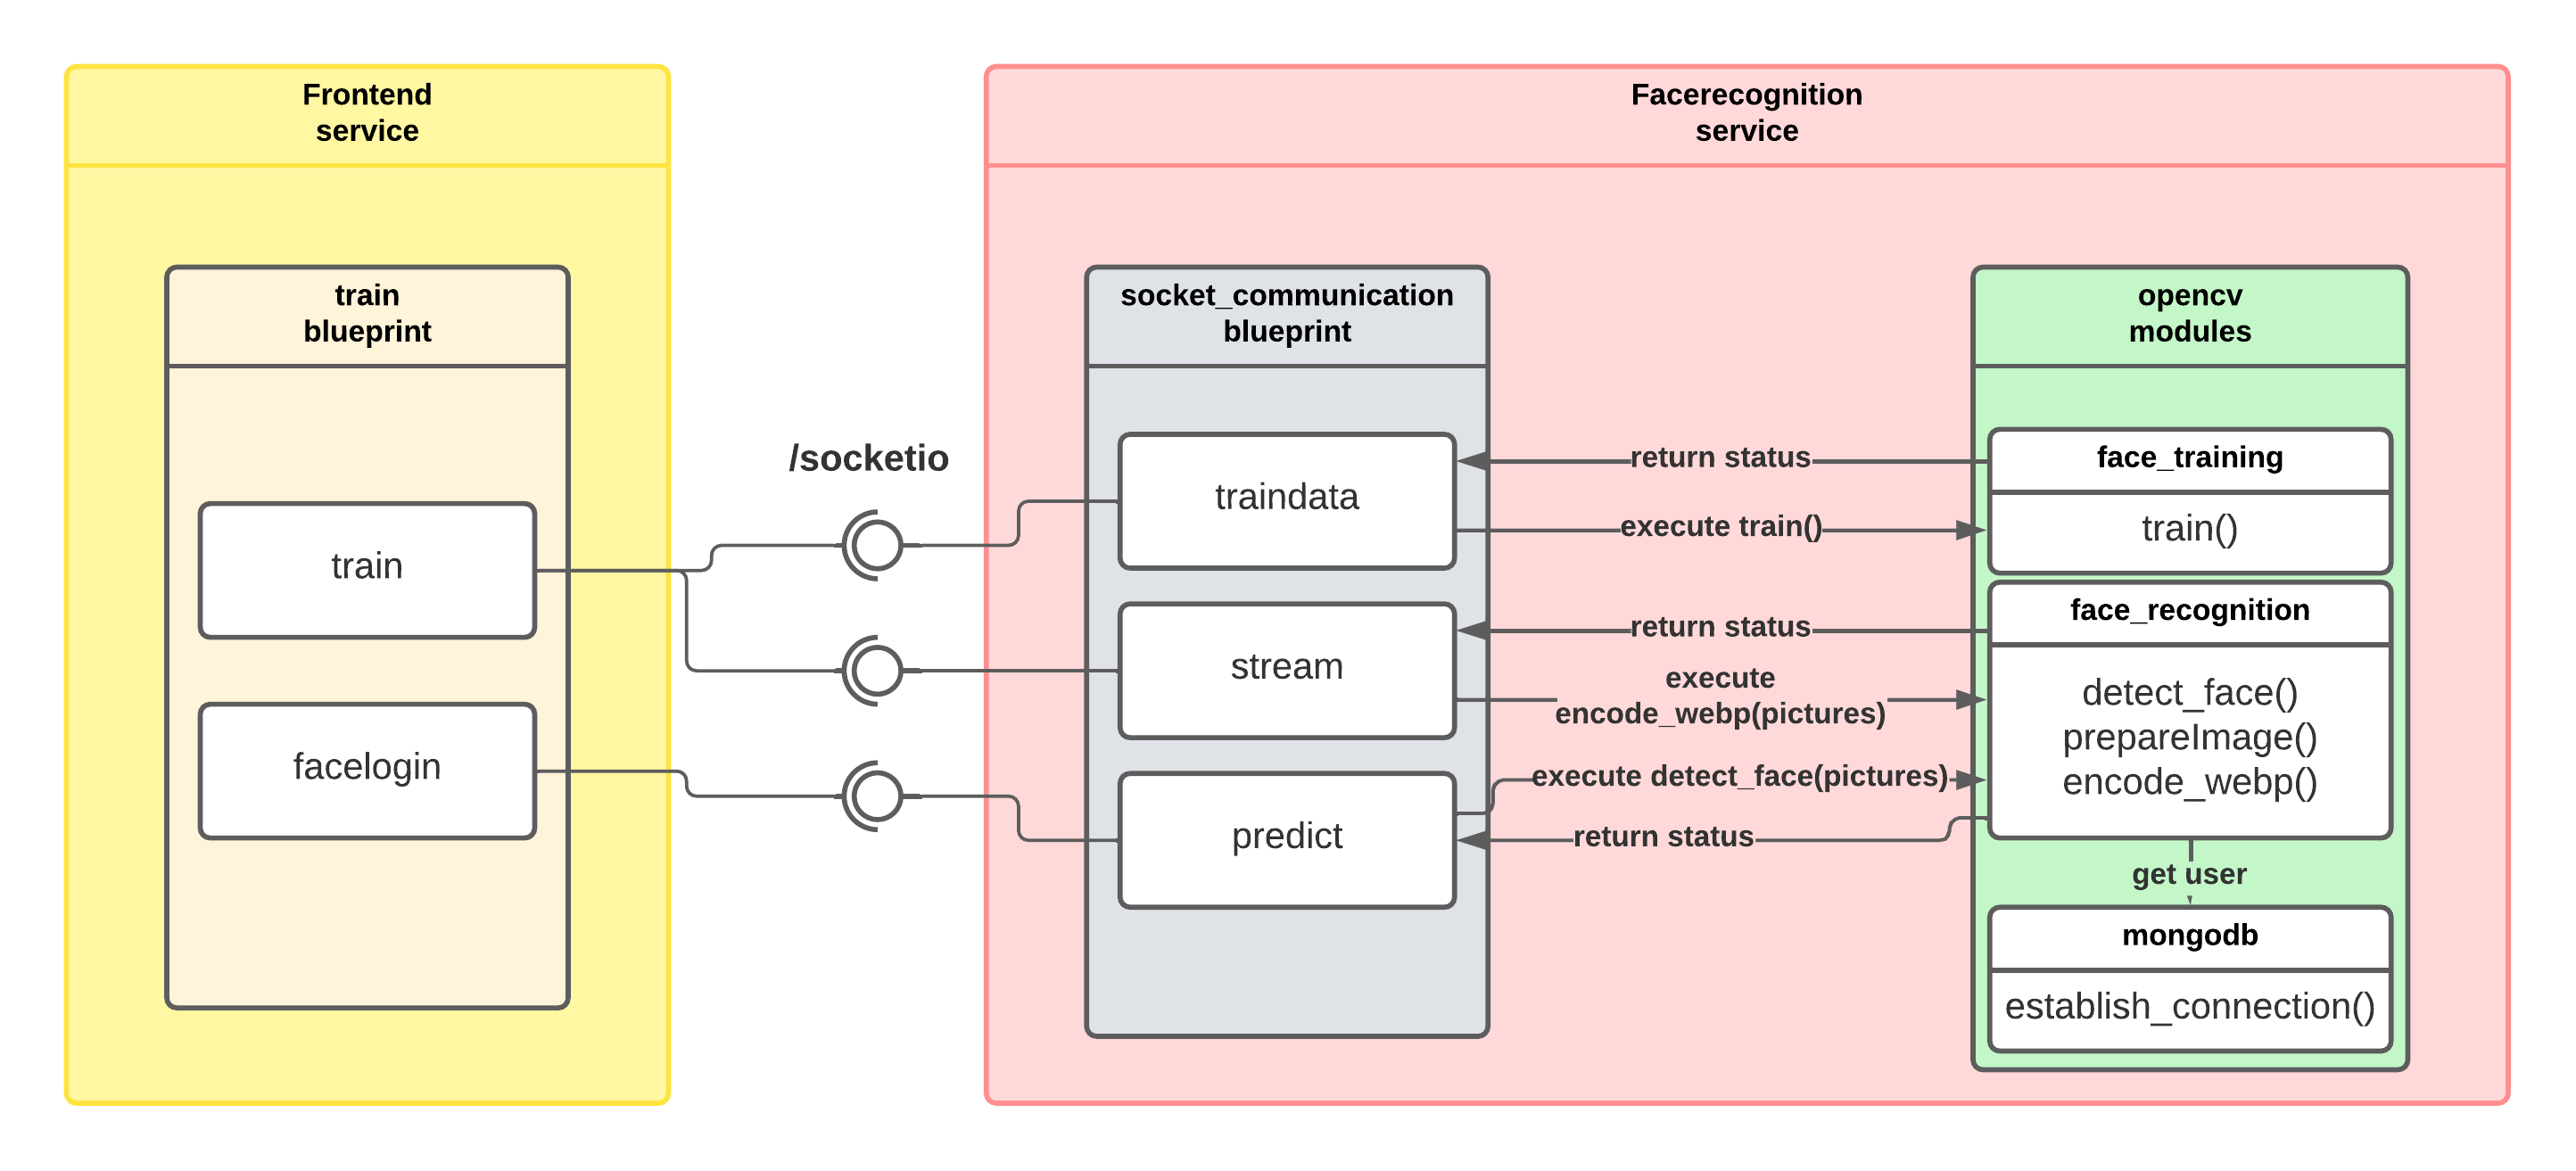 Frontend
service
train
blueprint
train
facelogin
/socketio
Facerecognition
service
socket_communication
blueprint
traindata
stream
predict
return status
execute train()
return status
execute
encode_webp(pictures)
execute detect_face(pictures)
return status
opencv
modules
face_training
train()
face_recognition
detect_face()
prepareImage()
encode_webp()
get user
mongodb
establish_connection()